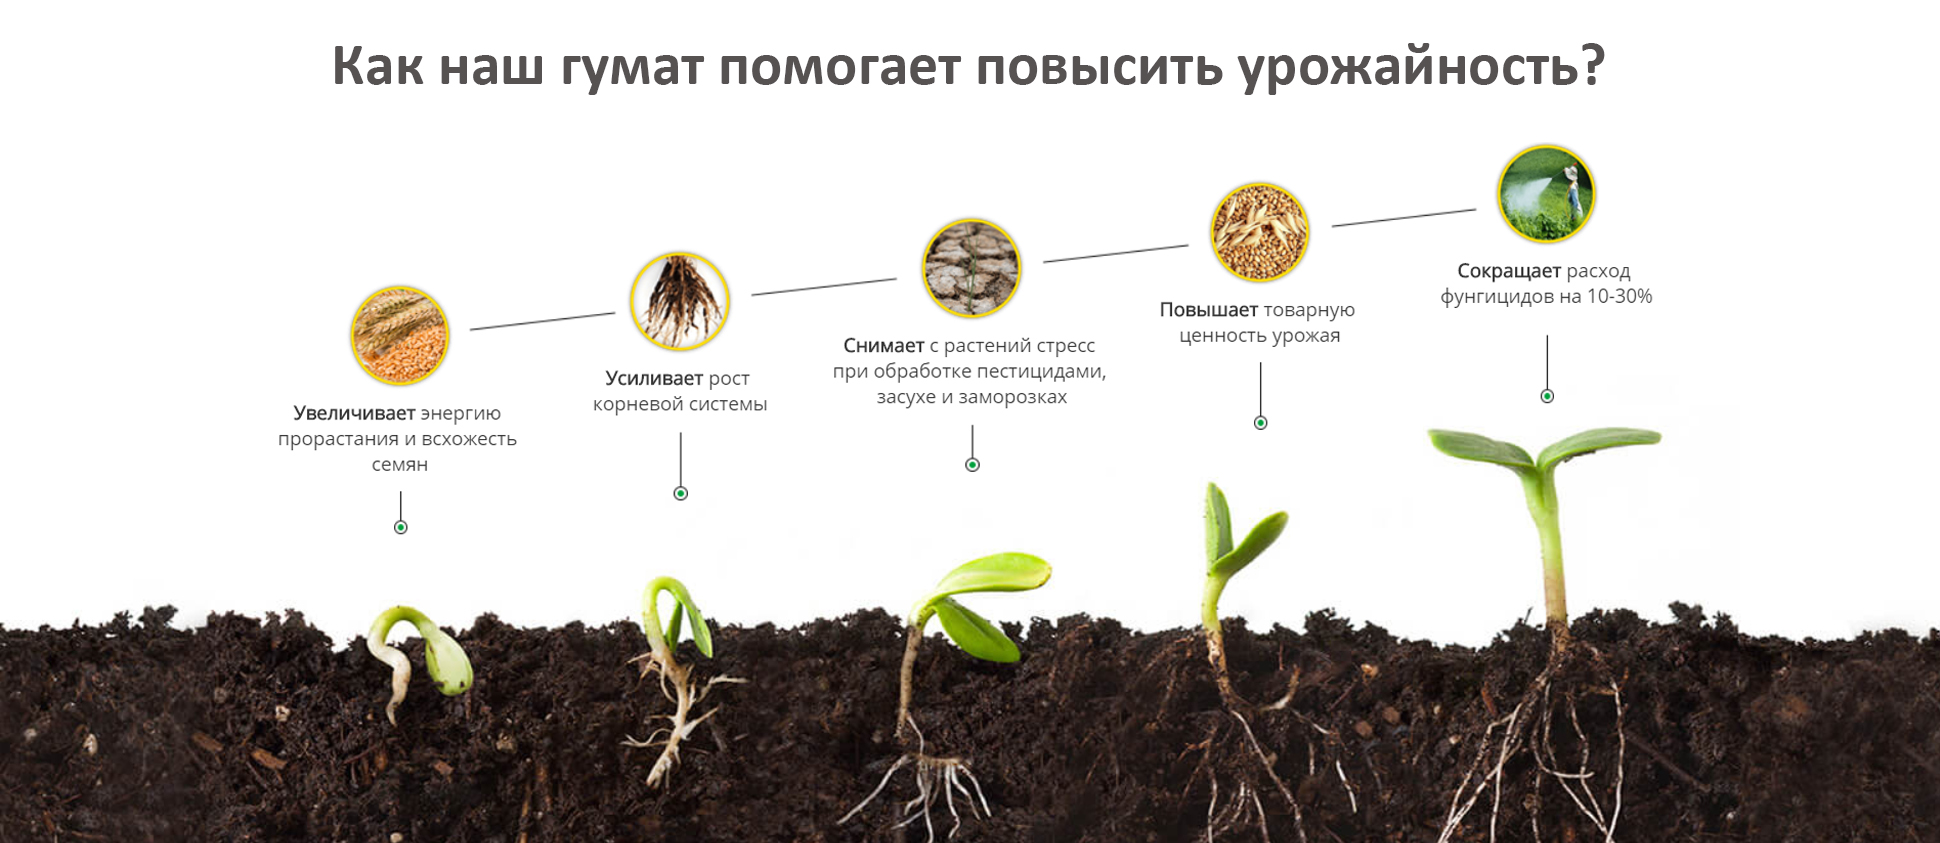 Как наш гумат помогает повысить урожайность?
Увеличивает энергию
прорастания и всхожесть
семян
Усиливает рост
корневой системы
Снимает с растений стресс
при обработке пестицидами,
засухе и заморозках
Повышает товарную
ценность урожая
Сокращает расход
фунгицидов на 10-30%